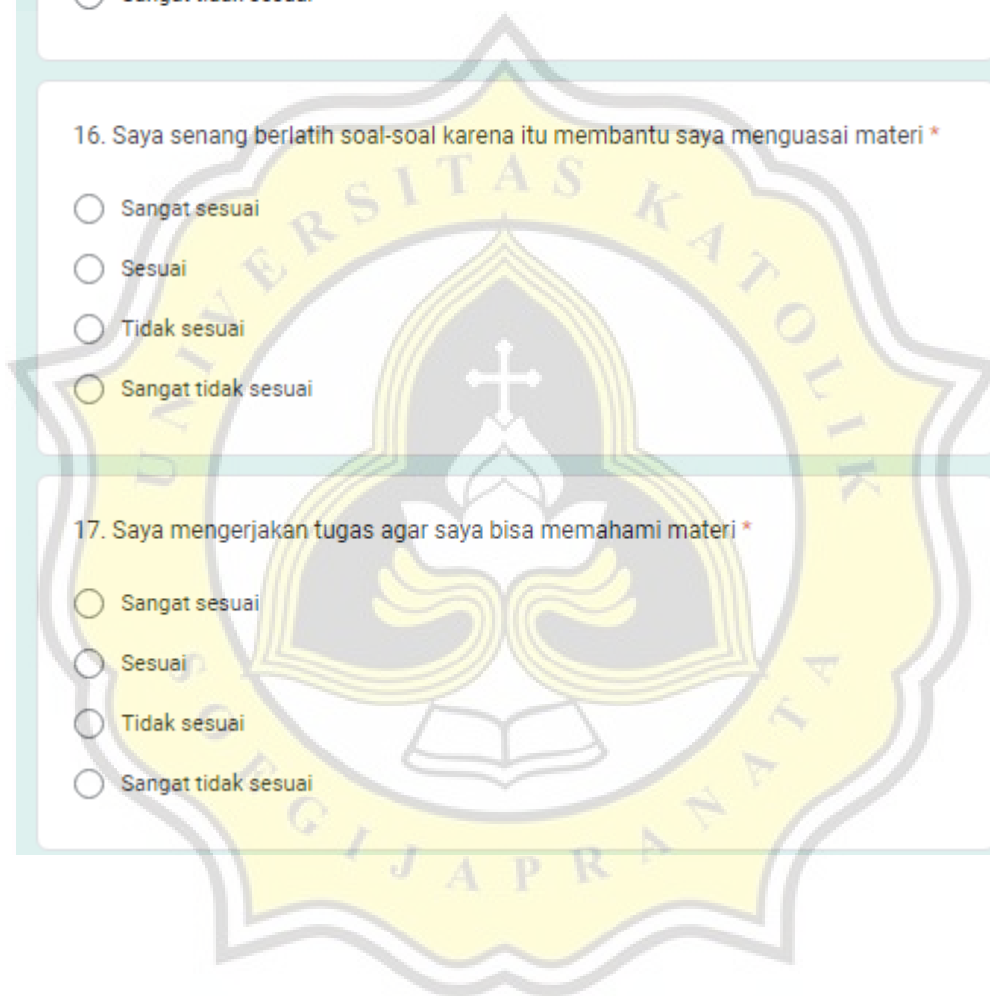 16. Saya senang berlatih soal-soal karena itu membantu saya menguasai materi *
Sangat sesuai
Sesuai
Tidak sesuai
Sangat tidak sesuai
17. Saya mengerjakan tugas agar saya bisa memahami materi *
Sangat sesuai
Sesuai
Tidak sesuai
Sangat tidak sesuai
UNIVERSITAS KATOLIK
SOEGIJAPRANATA